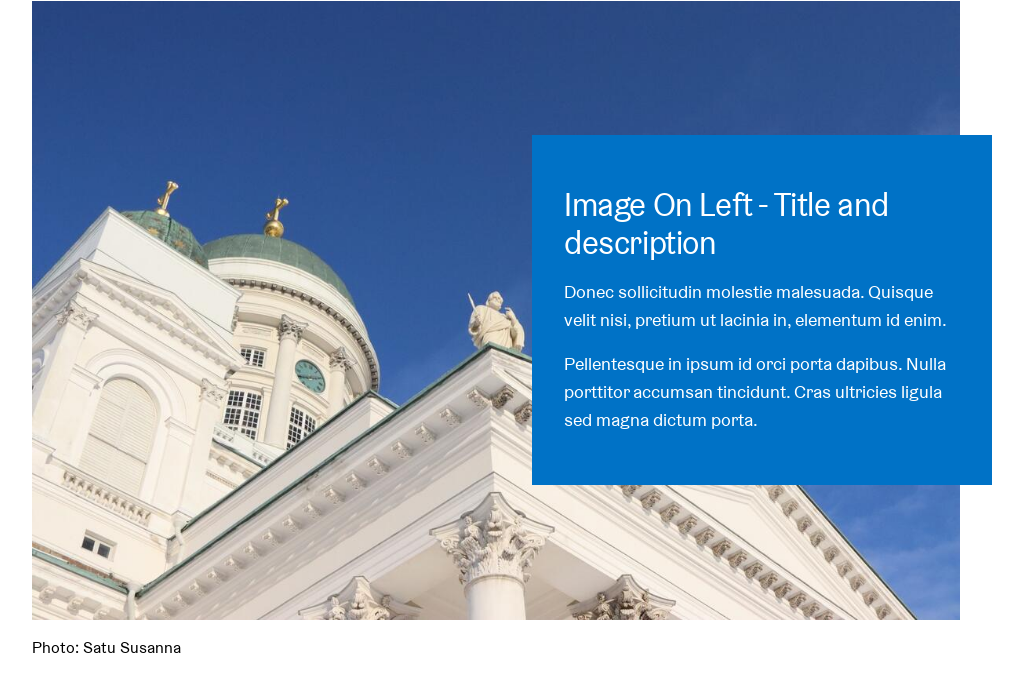 Image On Left - Title and
description
Donec sollicitudin molestie malesuada. Quisque
velit nisi, pretium ut lacinia in, elementum id enim.
Pellentesque in ipsum id orci porta dapibus. Nulla
porttitor accumsan tincidunt. Cras ultricies ligula
sed magna dictum porta.
Photo: Satu Susanna